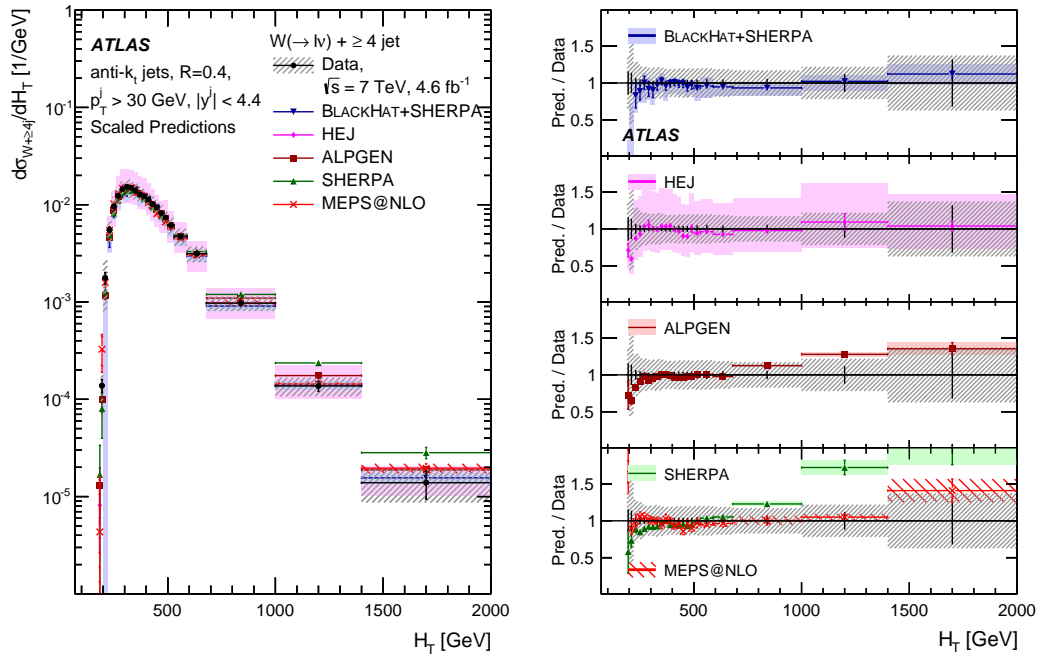 dσ_{W+≥4j}/dH_T [1/GeV]
1
10^{-1}
10^{-2}
10^{-3}
10^{-4}
10^{-5}
ATLAS
anti-k_t jets, R=0.4,
p_T^j > 30 GeV, |y^j| < 4.4
Scaled Predictions
W(→ lν) + ≥ 4 jet
Data,
√s = 7 TeV, 4.6 fb^{-1}
BLACKHAT+SHERPA
HEJ
ALPGEN
SHERPA
MEPS@NLO
500 1000 1500 2000
H_T [GeV]
Pred. / Data
1.5
1
0.5
BLACKHAT+SHERPA
ATLAS
Pred. / Data
1.5
1
0.5
HEJ
Pred. / Data
1.5
1
0.5
ALPGEN
Pred. / Data
1.5
1
0.5
SHERPA
MEPS@NLO
500 1000 1500 2000
H_T [GeV]